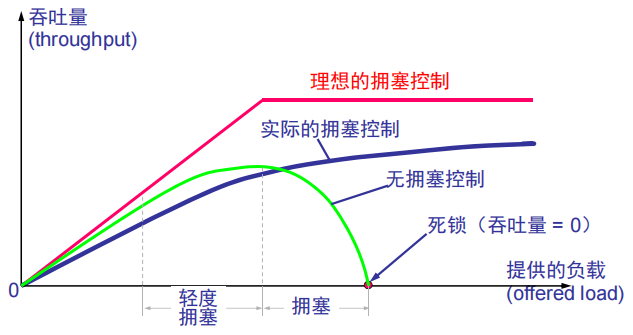 吞吐量
(throughput)
理想的拥塞控制
实际的拥塞控制
无拥塞控制
死锁（吞吐量 = 0）
提供的负载
(offered load)
0
轻度
拥塞
拥塞